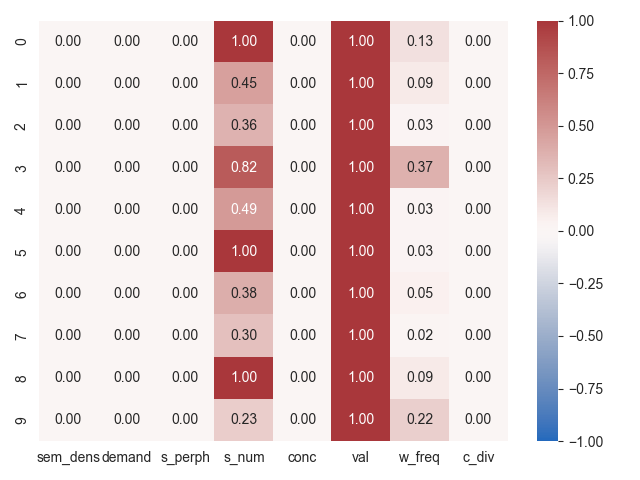 0 0.00 0.00 0.00 1.00 0.00 1.00 0.13 0.00
1 0.00 0.00 0.00 0.45 0.00 1.00 0.09 0.00
2 0.00 0.00 0.00 0.36 0.00 1.00 0.03 0.00
3 0.00 0.00 0.00 0.82 0.00 1.00 0.37 0.00
4 0.00 0.00 0.00 0.49 0.00 1.00 0.03 0.00
5 0.00 0.00 0.00 1.00 0.00 1.00 0.03 0.00
6 0.00 0.00 0.00 0.38 0.00 1.00 0.05 0.00
7 0.00 0.00 0.00 0.30 0.00 1.00 0.02 0.00
8 0.00 0.00 0.00 1.00 0.00 1.00 0.09 0.00
9 0.00 0.00 0.00 0.23 0.00 1.00 0.22 0.00
sem_dens demand s_perph s_num conc val w_freq c_div
1.00
0.75
0.50
0.25
0.00
−0.25
−0.50
−0.75
−1.00